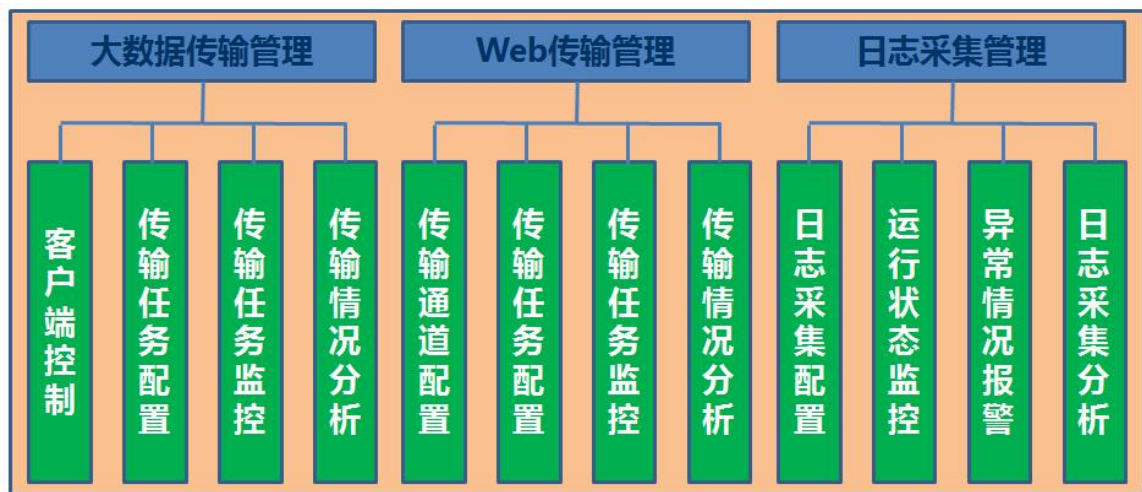 大数据传输管理
Web传输管理
日志采集管理
客户端控制
传输任务配置
传输任务监控
传输情况分析
传输通道配置
传输任务配置
传输任务监控
传输情况分析
日志采集配置
运行状态监控
异常情况报警
日志采集分析